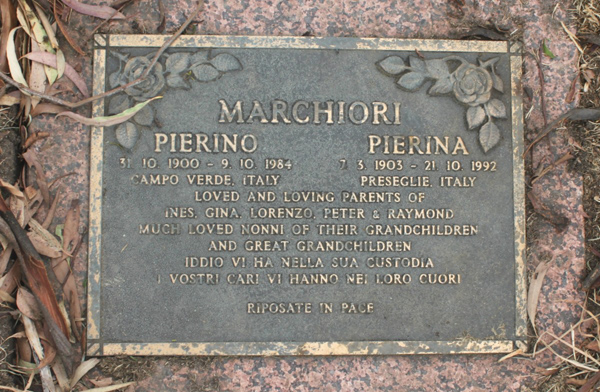 MARCHIORI
PIERINO PIERINA
31. 10. 1900 - 9. 10. 1984 7. 3. 1903 - 21. 10. 1992
CAMPO VERDE, ITALY PRESEGLIE, ITALY
LOVED AND LOVING PARENTS OF
INES, GINA, LORENZO, PETER & RAYMOND
MUCH LOVED NONNI OF THEIR GRANDCHILDREN
AND GREAT GRANDCHILDREN
IDDIO VI HA NELLA SUA CUSTODIA
I VOSTRI CARI VI HANNO NEI LORO CUORI
RIPOSATE IN PACE